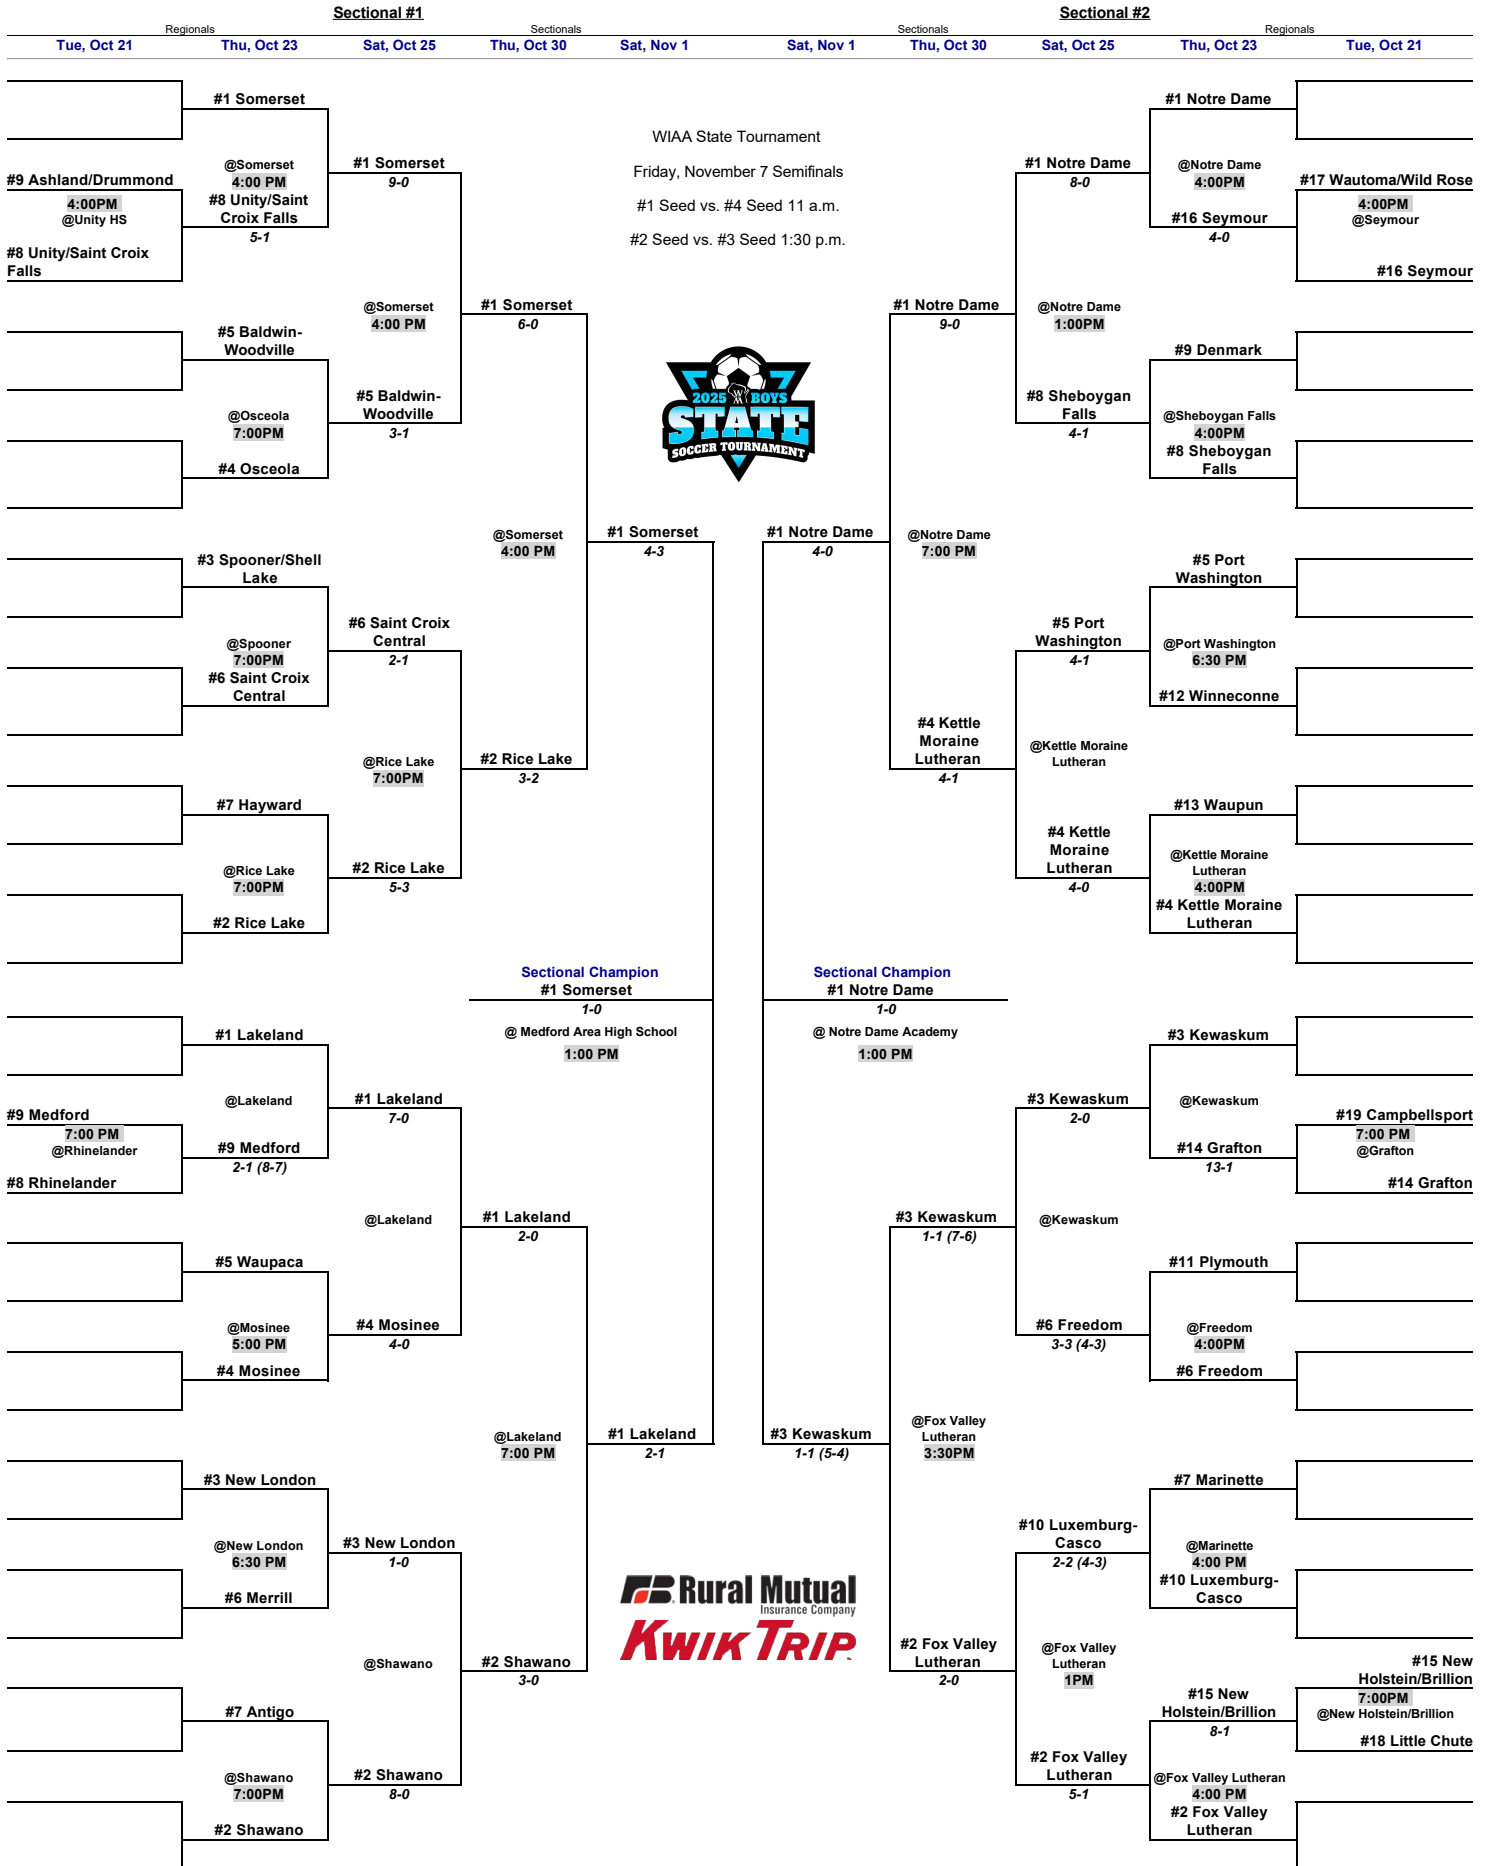 Sectional #1
Sectional #2
Regionals
Sectionals
Sectionals
Regionals
Tue, Oct 21
Thu, Oct 23
Sat, Oct 25
Thu, Oct 30
Sat, Nov 1
Sat, Nov 1
Thu, Oct 30
Sat, Oct 25
Thu, Oct 23
Tue, Oct 21
#1 Somerset
@Somerset
4:00 PM
#9 Ashland/Drummond
4:00PM
@Unity HS
#8 Unity/Saint Croix
Falls
#8 Unity/Saint
Croix Falls
5-1
#1 Somerset
9-0
@Somerset
4:00 PM
#5 Baldwin-
Woodville
@Osceola
7:00PM
#4 Osceola
#5 Baldwin-
Woodville
3-1
#1 Somerset
6-0
@Somerset
4:00 PM
#3 Spooner/Shell
Lake
@Spooner
7:00PM
#6 Saint Croix
Central
#6 Saint Croix
Central
2-1
@Rice Lake
7:00PM
#7 Hayward
@Rice Lake
7:00PM
#2 Rice Lake
#2 Rice Lake
5-3
#2 Rice Lake
3-2
#1 Somerset
4-3
WIAA State Tournament
Friday, November 7 Semifinals
#1 Seed vs. #4 Seed 11 a.m.
#2 Seed vs. #3 Seed 1:30 p.m.
2025 BOYS
STATE
SOCCER TOURNAMENT
#1 Notre Dame
@Notre Dame
4:00PM
#17 Wautoma/Wild Rose
4:00PM
@Seymour
#16 Seymour
#16 Seymour
4-0
#1 Notre Dame
8-0
@Notre Dame
1:00PM
#9 Denmark
@Sheboygan Falls
4:00PM
#8 Sheboygan
Falls
#8 Sheboygan
Falls
4-1
#1 Notre Dame
9-0
@Notre Dame
7:00 PM
#1 Notre Dame
4-0
#5 Port
Washington
@Port Washington
6:30 PM
#12 Winneconne
#5 Port
Washington
4-1
@Kettle Moraine
Lutheran
#4 Kettle
Moraine
Lutheran
4-1
#13 Waupun
@Kettle Moraine
Lutheran
4:00PM
#4 Kettle Moraine
Lutheran
#4 Kettle
Moraine
Lutheran
4-0
Sectional Champion
#1 Somerset
1-0
@ Medford Area High School
1:00 PM
Sectional Champion
#1 Notre Dame
1-0
@ Notre Dame Academy
1:00 PM
#1 Lakeland
@Lakeland
#9 Medford
7:00 PM
@Rhinelander
#8 Rhinelander
#9 Medford
2-1 (8-7)
#1 Lakeland
7-0
@Lakeland
#5 Waupaca
@Mosinee
5:00 PM
#4 Mosinee
#4 Mosinee
4-0
#1 Lakeland
2-0
@Lakeland
7:00 PM
#1 Lakeland
2-1
#3 New London
@New London
6:30 PM
#6 Merrill
#3 New London
1-0
@Shawano
#7 Antigo
@Shawano
7:00PM
#2 Shawano
#2 Shawano
8-0
#2 Shawano
3-0
#3 Kewaskum
@Kewaskum
#19 Campbellsport
7:00 PM
@Grafton
#14 Grafton
#14 Grafton
13-1
#3 Kewaskum
2-0
@Kewaskum
#11 Plymouth
@Freedom
4:00PM
#6 Freedom
#6 Freedom
3-3 (4-3)
#3 Kewaskum
1-1 (7-6)
@Fox Valley
Lutheran
3:30PM
#3 Kewaskum
1-1 (5-4)
#7 Marinette
@Marinette
4:00 PM
#10 Luxemburg-
Casco
#10 Luxemburg-
Casco
2-2 (4-3)
@Fox Valley
Lutheran
1PM
#2 Fox Valley
Lutheran
2-0
#15 New
Holstein/Brillion
7:00PM
@New Holstein/Brillion
#18 Little Chute
#15 New
Holstein/Brillion
8-1
@Fox Valley Lutheran
4:00 PM
#2 Fox Valley
Lutheran
#2 Fox Valley
Lutheran
5-1
Rural Mutual
Insurance Company
KWIK TRIP